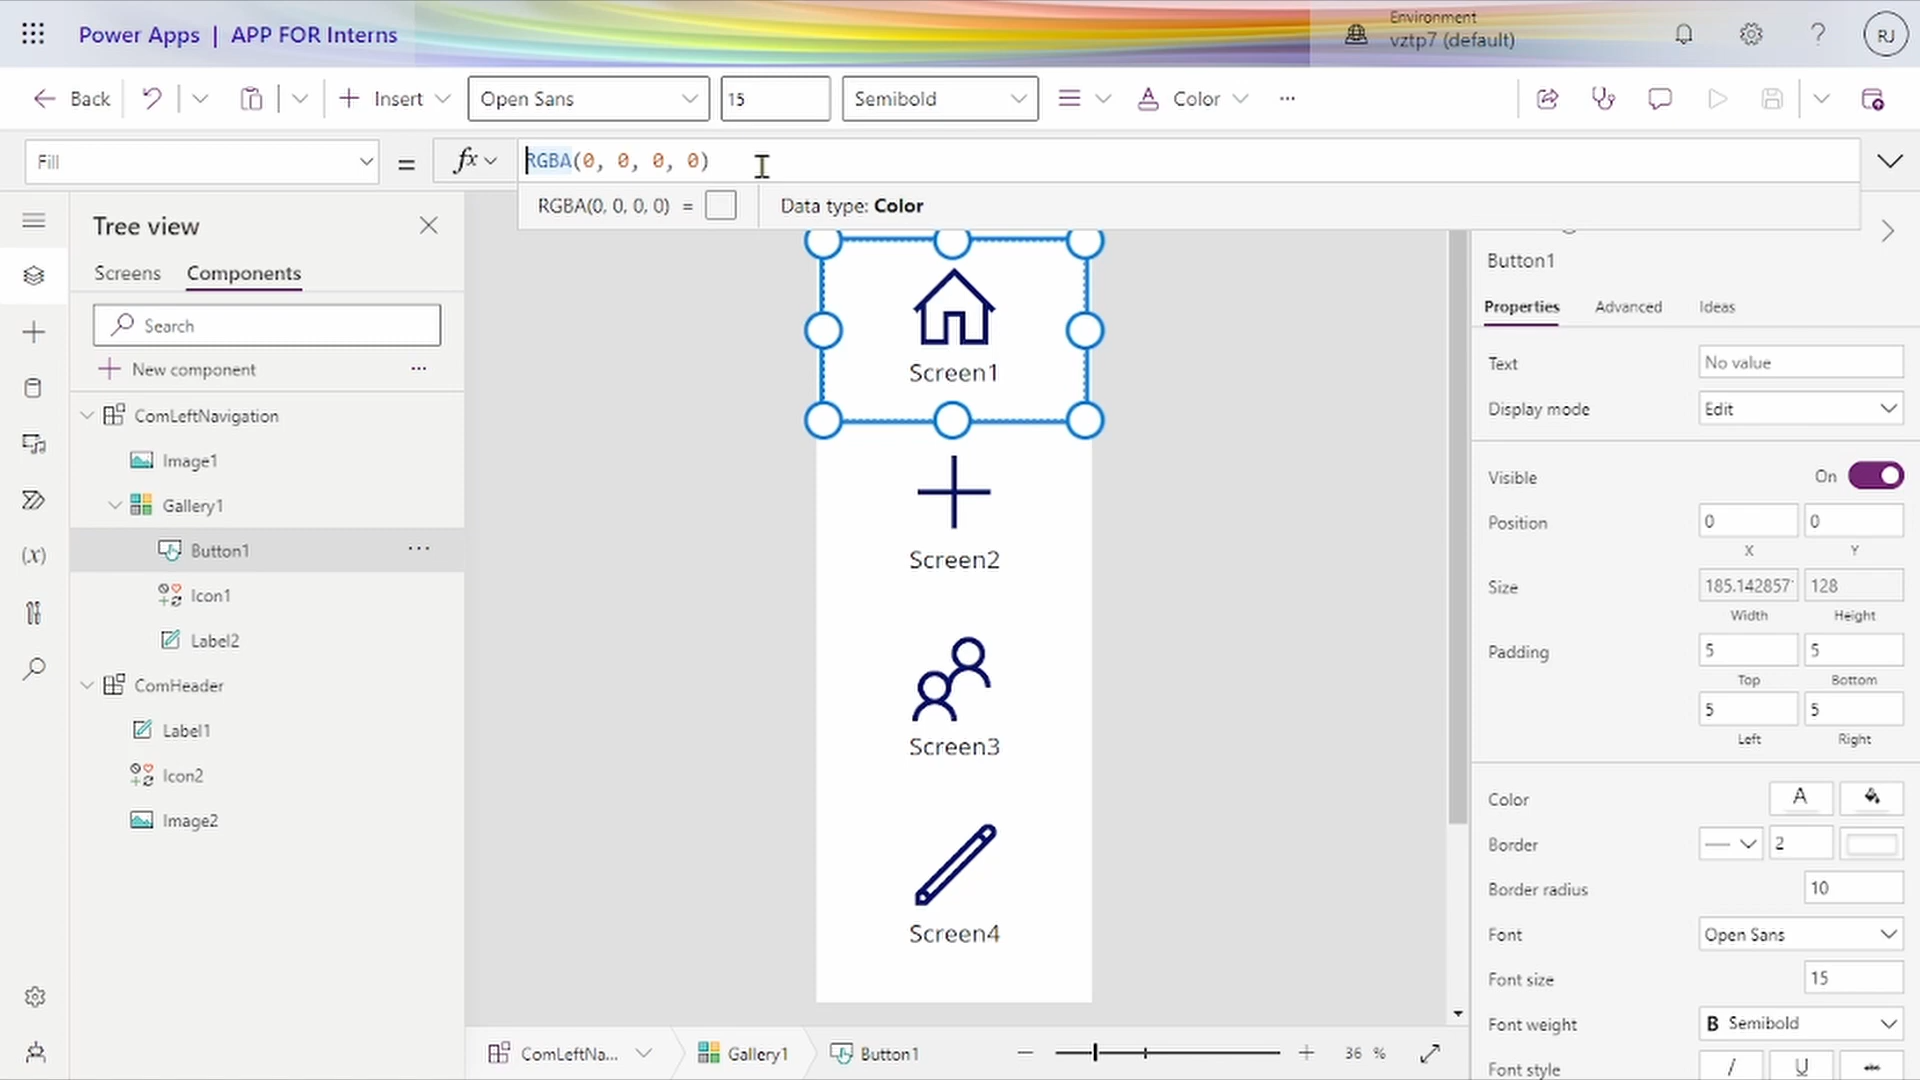 Power Apps | APP FOR Interns
Environment
vztp7 (default)
RJ
Back
Insert
Open Sans
15
Semibold
Color
...
Fill
=
fx
RGBA(0, 0, 0, 0)
RGBA(0, 0, 0, 0) =
Data type: Color
Tree view
Screens
Components
Search
New component
...
ComLeftNavigation
Image1
Gallery1
Button1
...
Icon1
Label2
ComHeader
Label1
Icon2
Image2
Screen1
Screen2
Screen3
Screen4
Button1
Properties
Advanced
Ideas
Text
No value
Display mode
Edit
Visible
On
Position
0
0
X
Y
Size
185.142857
128
Width
Height
Padding
5
5
Top
Bottom
5
5
Left
Right
Color
A
Border
2
Border radius
10
Font
Open Sans
Font size
15
Font weight
B Semibold
Font style
/
U
ComLeftNa...
Gallery1
Button1
36 %